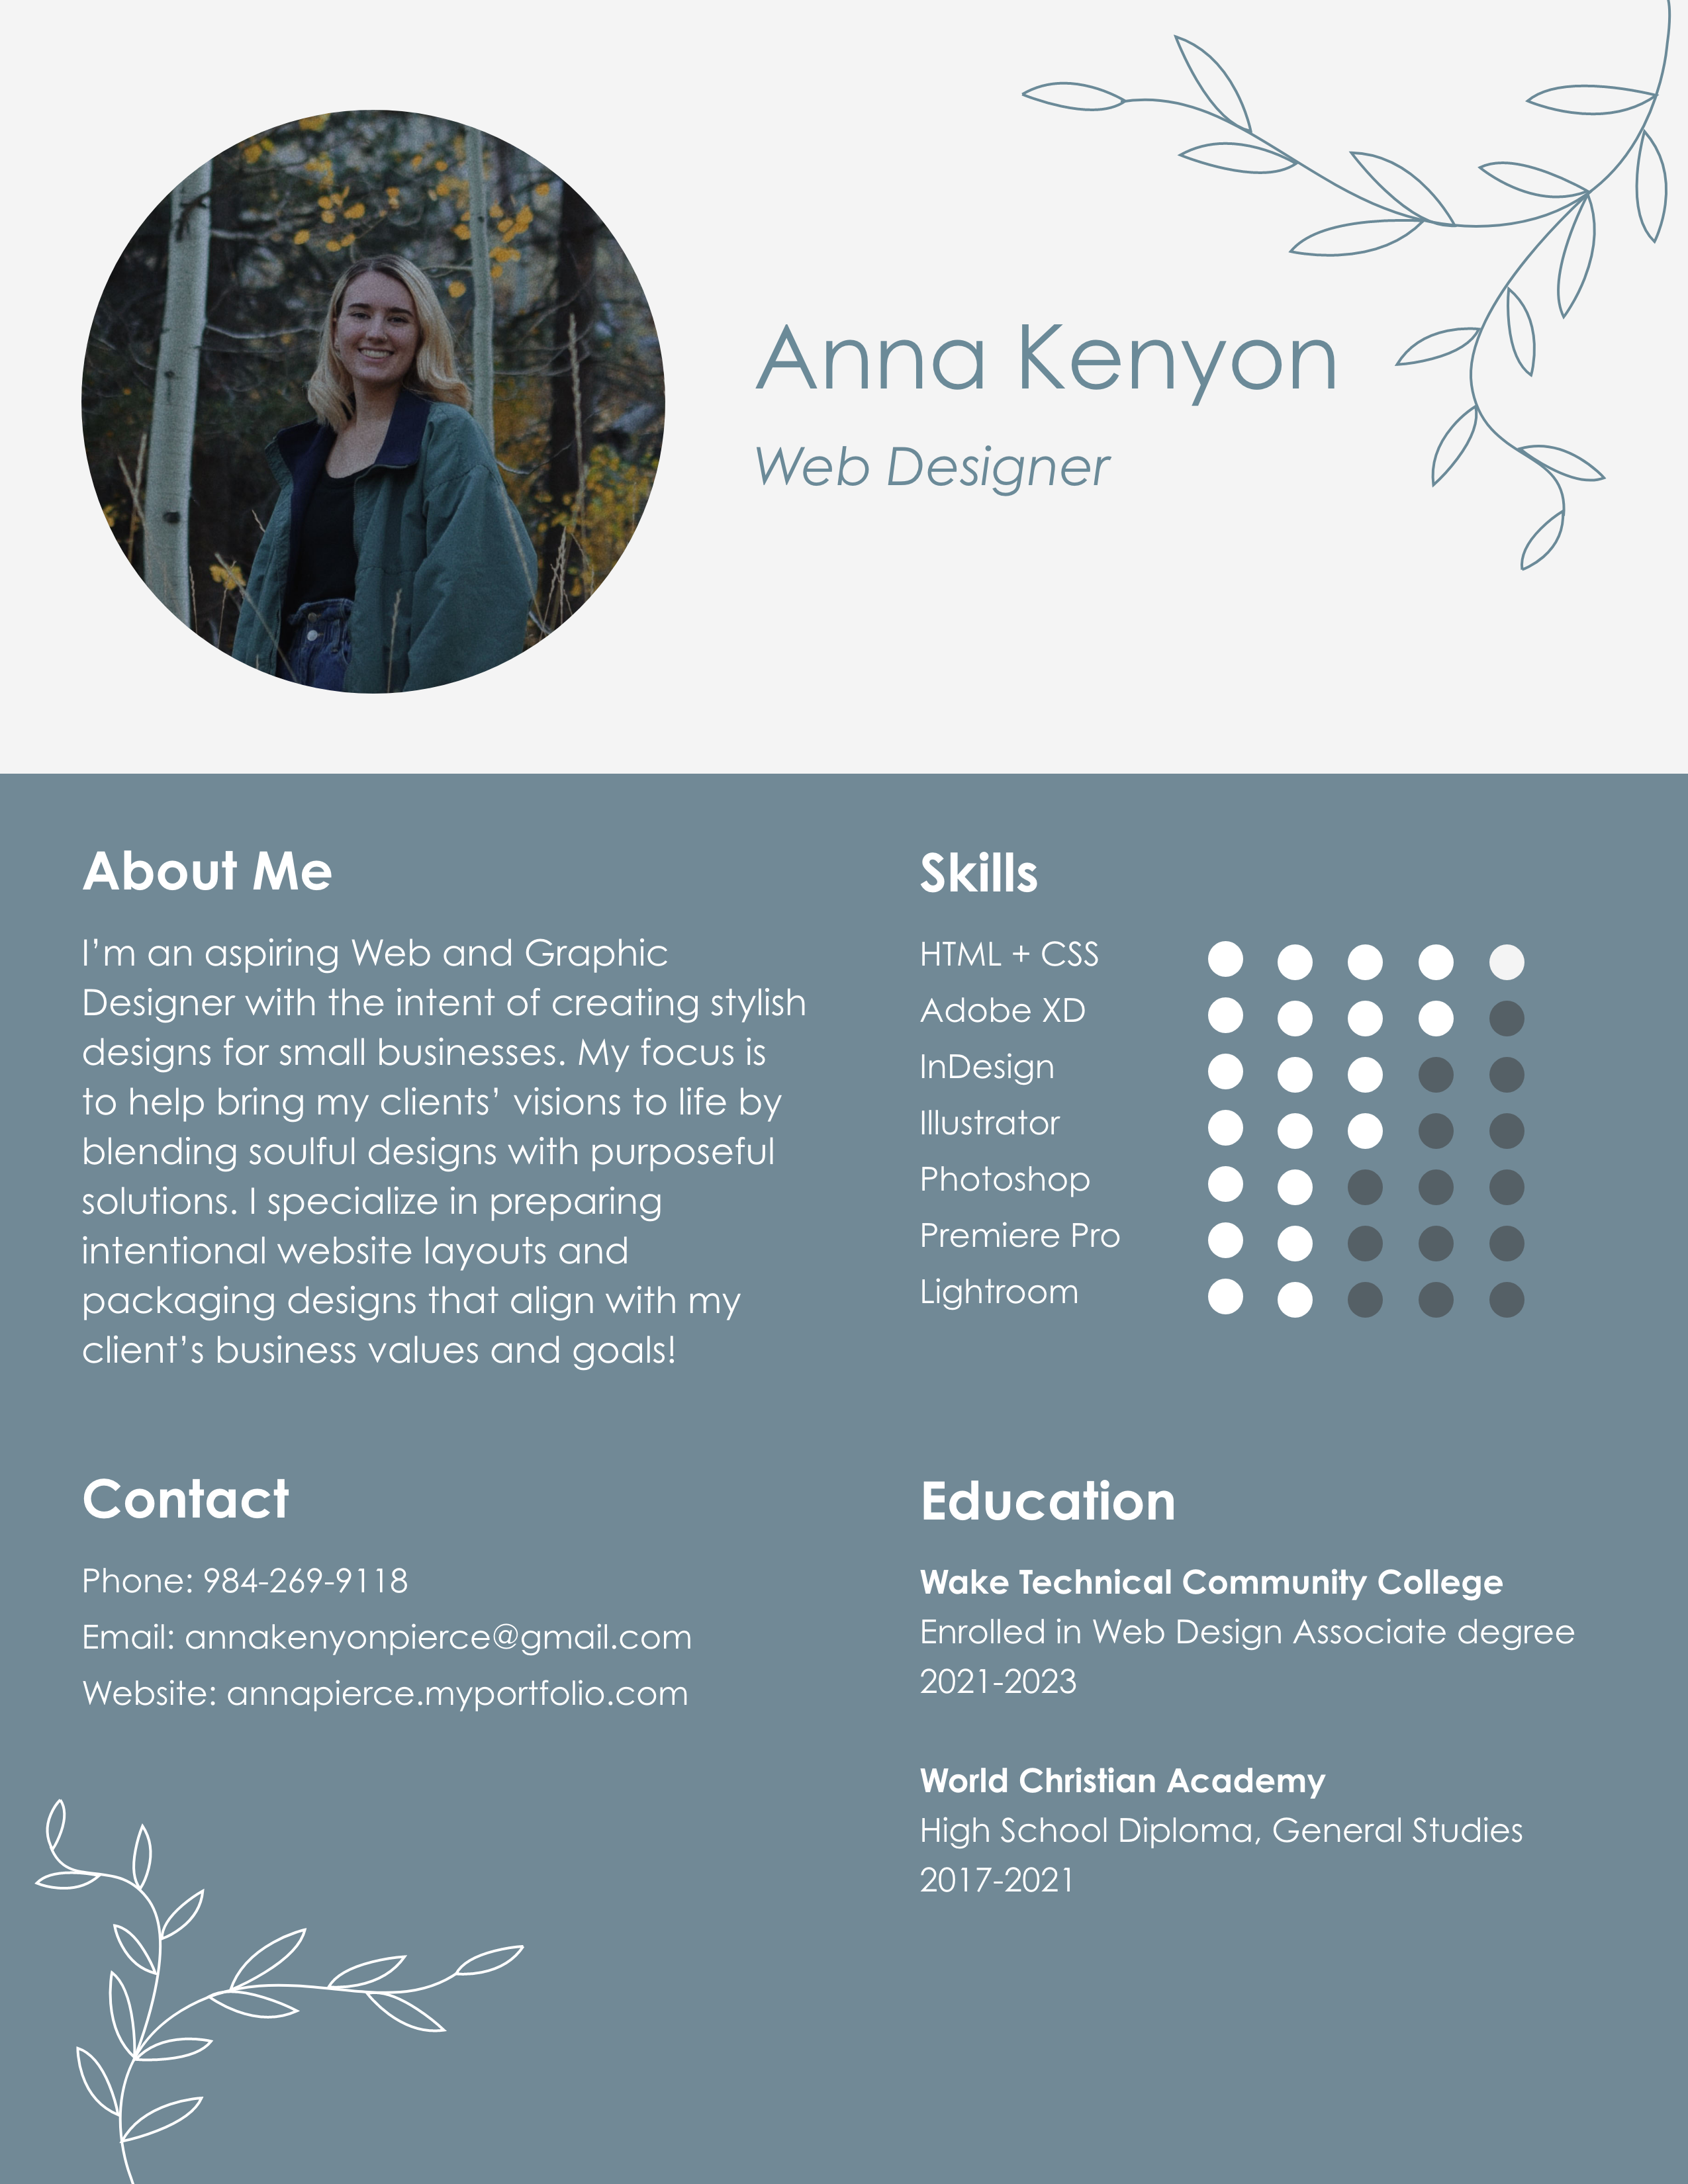 Anna Kenyon
Web Designer
About Me
I’m an aspiring Web and Graphic
Designer with the intent of creating stylish
designs for small businesses. My focus is
to help bring my clients’ visions to life by
blending soulful designs with purposeful
solutions. I specialize in preparing
intentional website layouts and
packaging designs that align with my
client’s business values and goals!
Skills
HTML + CSS
Adobe XD
InDesign
Illustrator
Photoshop
Premiere Pro
Lightroom
Contact
Phone: 984-269-9118
Email: annakenyonpierce@gmail.com
Website: annapierce.myportfolio.com
Education
Wake Technical Community College
Enrolled in Web Design Associate degree
2021-2023
World Christian Academy
High School Diploma, General Studies
2017-2021